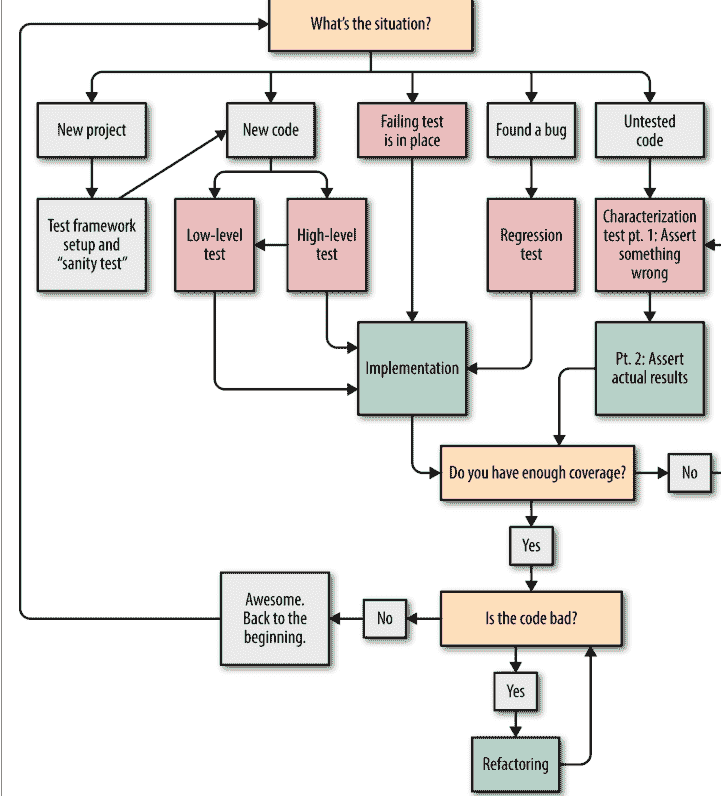 What's the situation?
New project
New code
Failing test
is in place
Found a bug
Untested
code
Test framework
setup and
“sanity test”
Low-level
test
High-level
test
Regression
test
Characterization
test pt. 1: Assert
something
wrong
Implementation
Pt. 2: Assert
actual results
Do you have enough coverage?
No
Yes
Awesome.
Back to the
beginning.
No
Is the code bad?
Yes
Refactoring